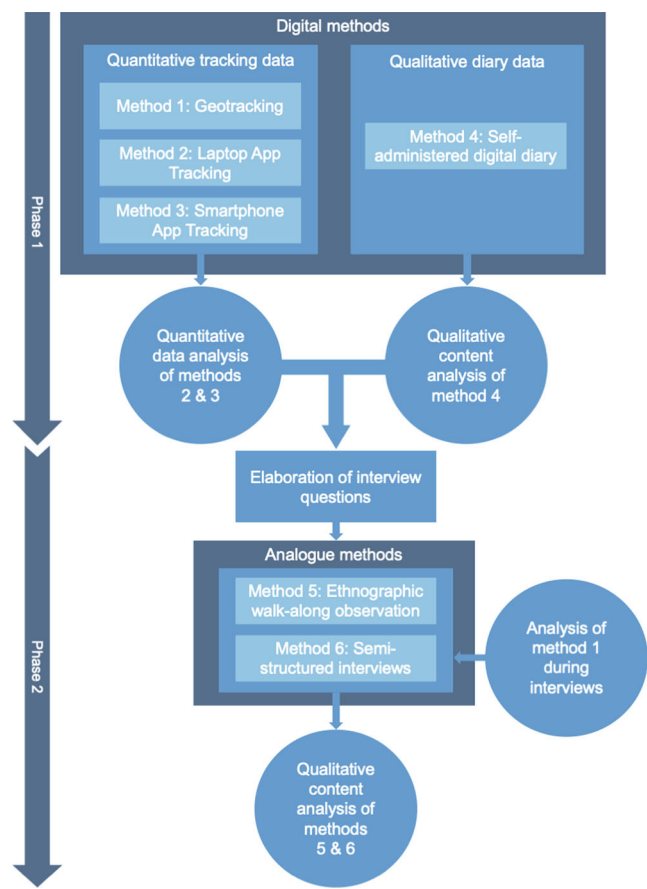 Digital methods
Quantitative tracking data
Method 1: Geotracking
Method 2: Laptop App
Tracking
Method 3: Smartphone
App Tracking
Qualitative diary data
Method 4: Self-
administered digital diary
Phase 1
Quantitative
data analysis
of methods
2 & 3
Qualitative
content
analysis of
method 4
Elaboration of interview
questions
Analogue methods
Method 5: Ethnographic
walk-along observation
Method 6: Semi-
structured interviews
Analysis of
method 1
during
interviews
Phase 2
Qualitative
content
analysis of
methods
5 & 6